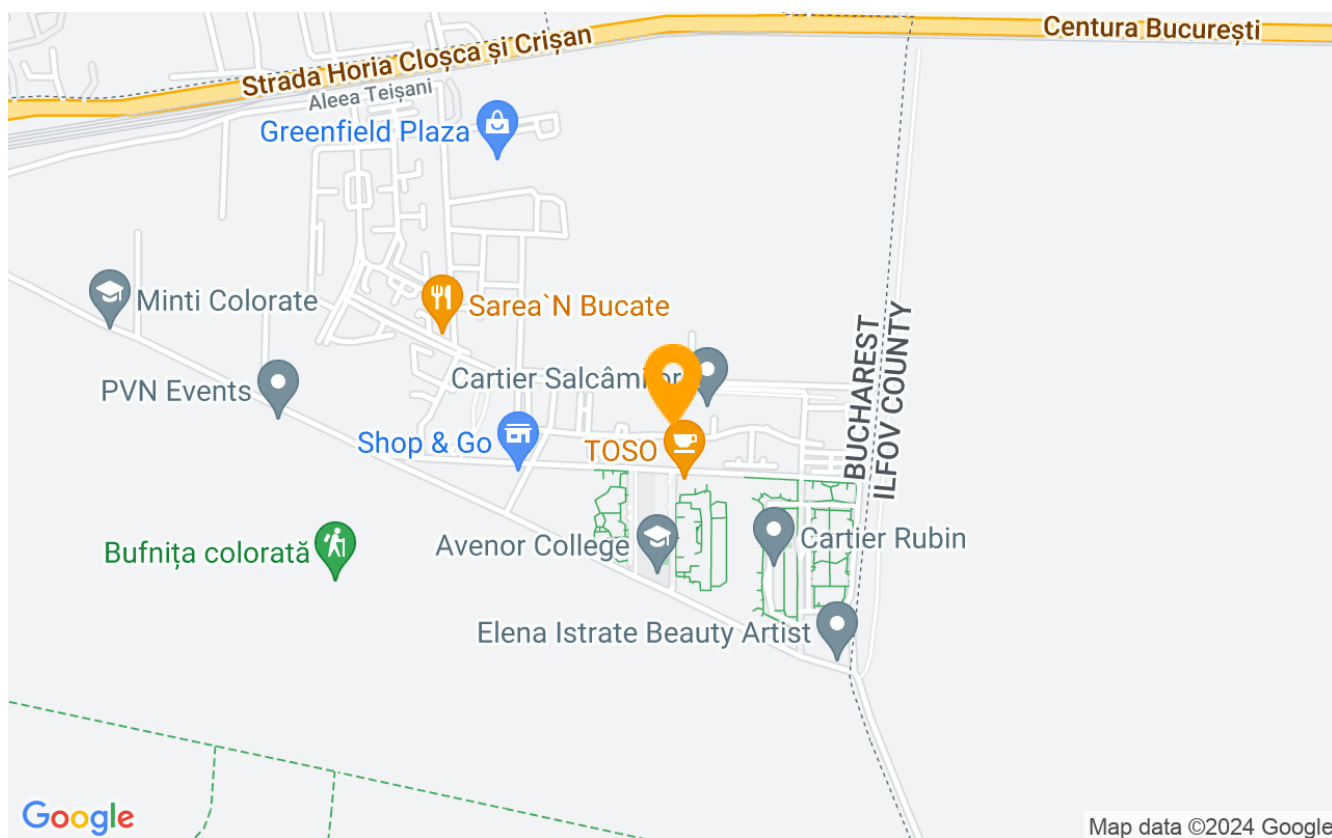 Centura București
Strada Horia Cloșca și Crișan
Aleea Teișani
Greenfield Plaza
Minti Colorate
Sarea`N Bucate
BUCHAREST
ILFOV COUNTY
PVN Events
Cartier Salcâmilor
Shop & Go
TOSO
Bufnița colorată
Avenor College
Cartier Rubin
Elena Istrate Beauty Artist
Google
Map data ©2024 Google